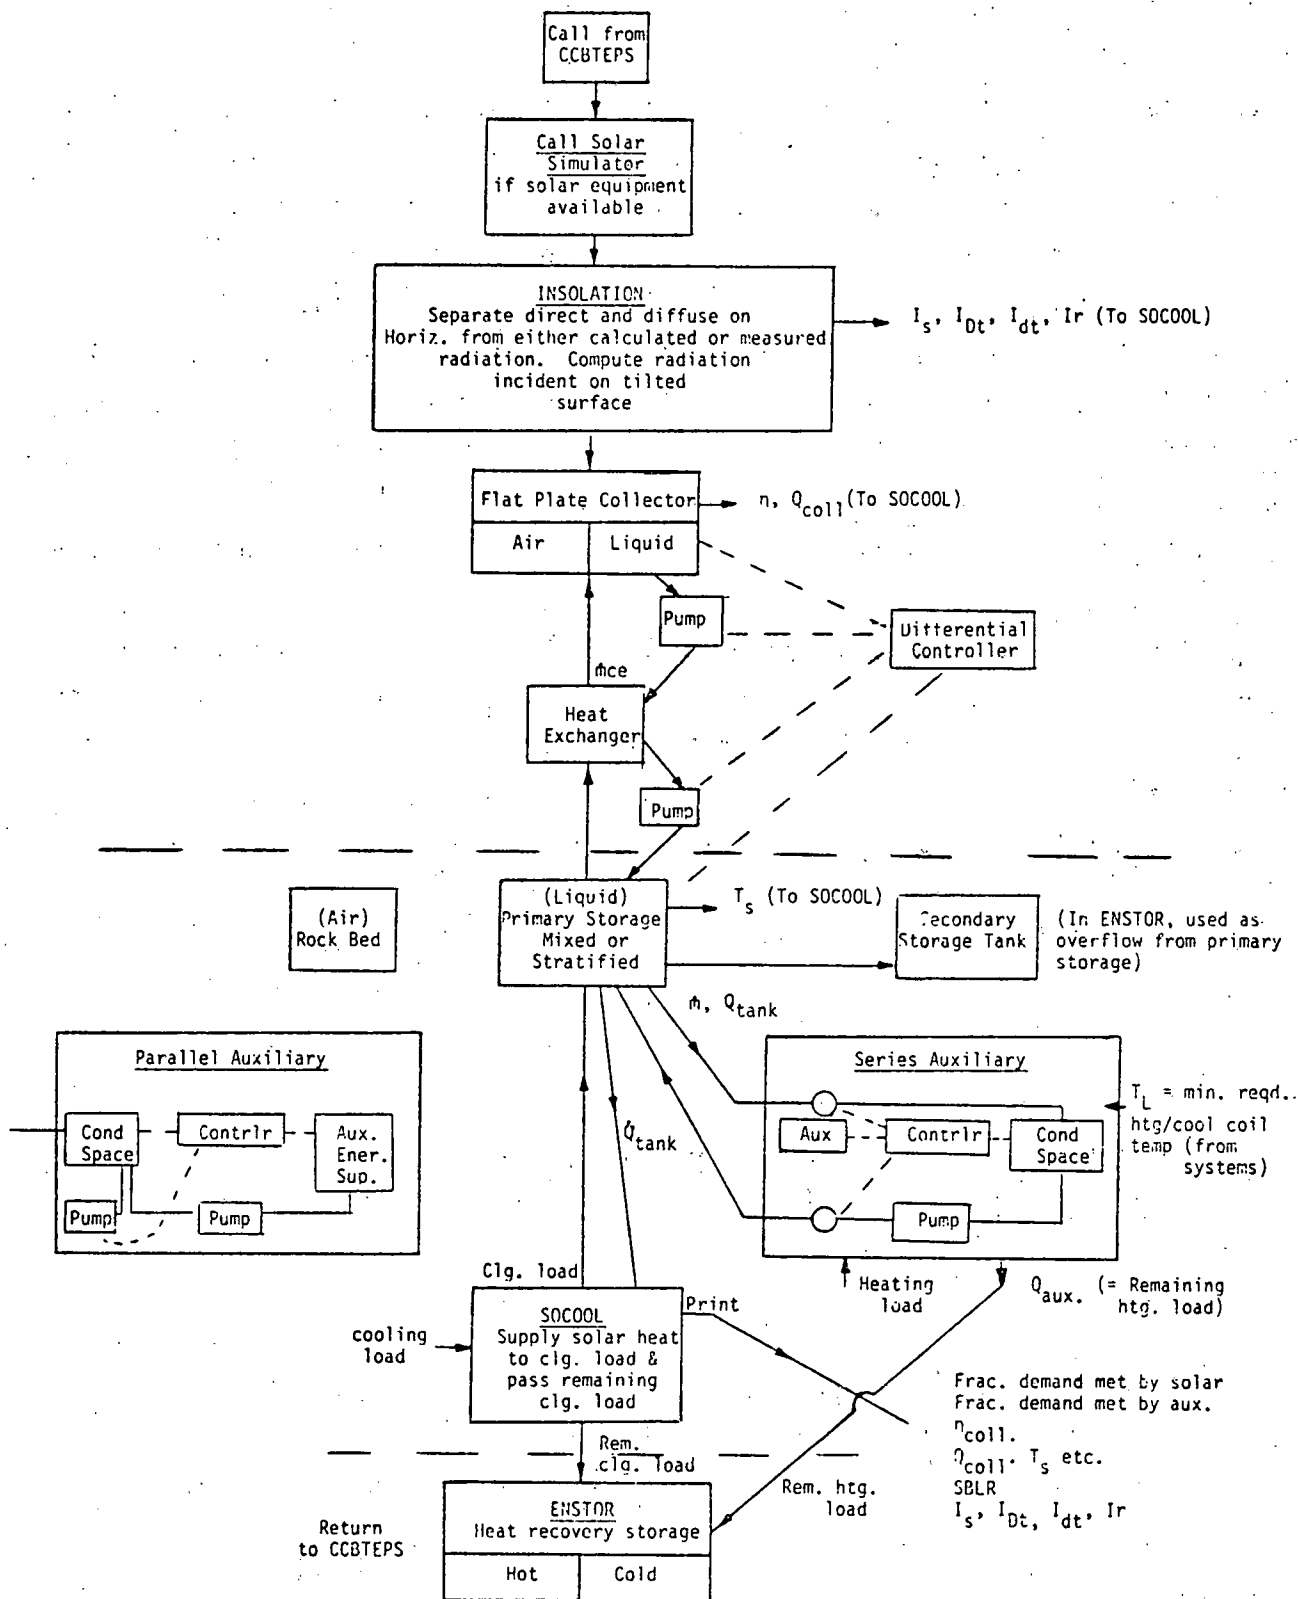 Call from
CCBTEPS
Call Solar
Simulator
if solar equipment
available
INSOLATION
Separate direct and diffuse on
Horiz. from either calculated or measured
radiation. Compute radiation
incident on tilted
surface
I_s, I_Dt, I_dt, Ir (To SOCOOL)
Flat Plate Collector
η, Q_coll (To SOCOOL)
Air
Liquid
Pump
Differential
Controller
ṁce
Heat
Exchanger
Pump
(Air)
Rock Bed
(Liquid)
Primary Storage
Mixed or
Stratified
T_s (To SOCOOL)
Secondary
Storage Tank
(In ENSTOR, used as
overflow from primary
storage)
ṁ, Q_tank
Parallel Auxiliary
Cond
Space
Contrlr
Aux.
Ener.
Sup.
Pump
Pump
Q̇_tank
Series Auxiliary
Aux
Contrlr
Cond
Space
Pump
T_L = min. reqd..
htg/cool coil
temp (from
systems)
Heating
load
Q_aux. (= Remaining
htg. load)
Clg. load
cooling
load
SOCOOL
Supply solar heat
to clg. load &
pass remaining
clg. load
Print
Frac. demand met by solar
Frac. demand met by aux.
η_coll.
Q_coll. T_s etc.
SBLR
I_s, I_Dt, I_dt, Ir
Rem.
clg. Load
Rem. htg.
load
Return
to CCBTEPS
ENSTOR
Heat recovery storage
Hot
Cold